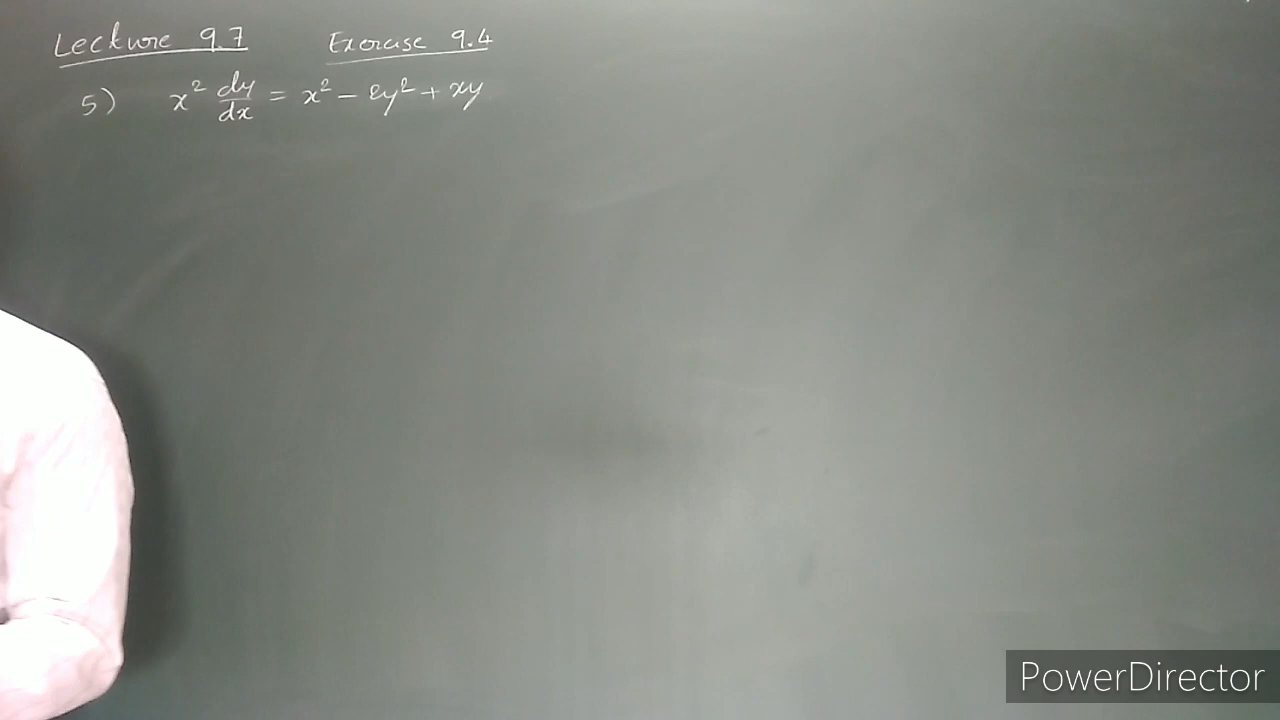 Lecture 9.7 Exercise 9.4
5) x² dy/dx = x² - 2y² + xy
PowerDirector